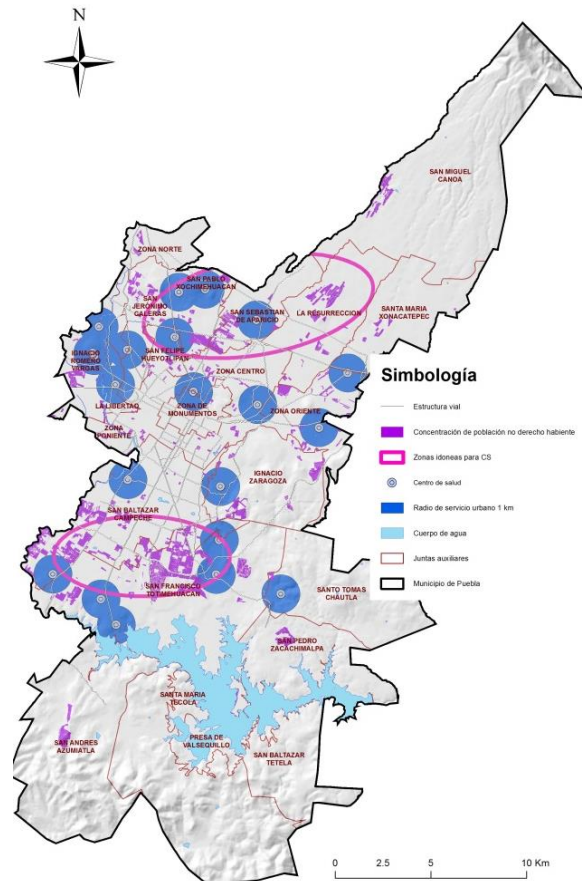 N
SAN MIGUEL
CANOA
ZONA NORTE
SAN PABLO
XOCHIMEHUACAN
SAN
JERONIMO
CALERAS
SAN SEBASTIAN
DE APARICIO
LA RESURRECCION
SANTA MARIA
XONACATEPEC
IGNACIO
ROMERO
VARGAS
SAN FELIPE
HUEYOTLIPAN
ZONA CENTRO
LA LIBERTAD
ZONA DE
MONUMENTOS
ZONA ORIENTE
ZONA
PONIENTE
IGNACIO
ZARAGOZA
SAN BALTAZAR
CAMPECHE
SAN FRANCISCO
TOTIMEHUACAN
SANTO TOMAS
CHAUTLA
SAN PEDRO
ZACACHIMALPA
SANTA MARIA
TECOLA
PRESA DE
VALSEQUILLO
SAN ANDRES
AZUMIATLA
SAN BALTAZAR
TETELA
Simbología
Estructura vial
Concentración de población no derecho habiente
Zonas idoneas para CS
Centro de salud
Radio de servicio urbano 1 km
Cuerpo de agua
Juntas auxiliares
Municipio de Puebla
0 2.5 5 10 Km